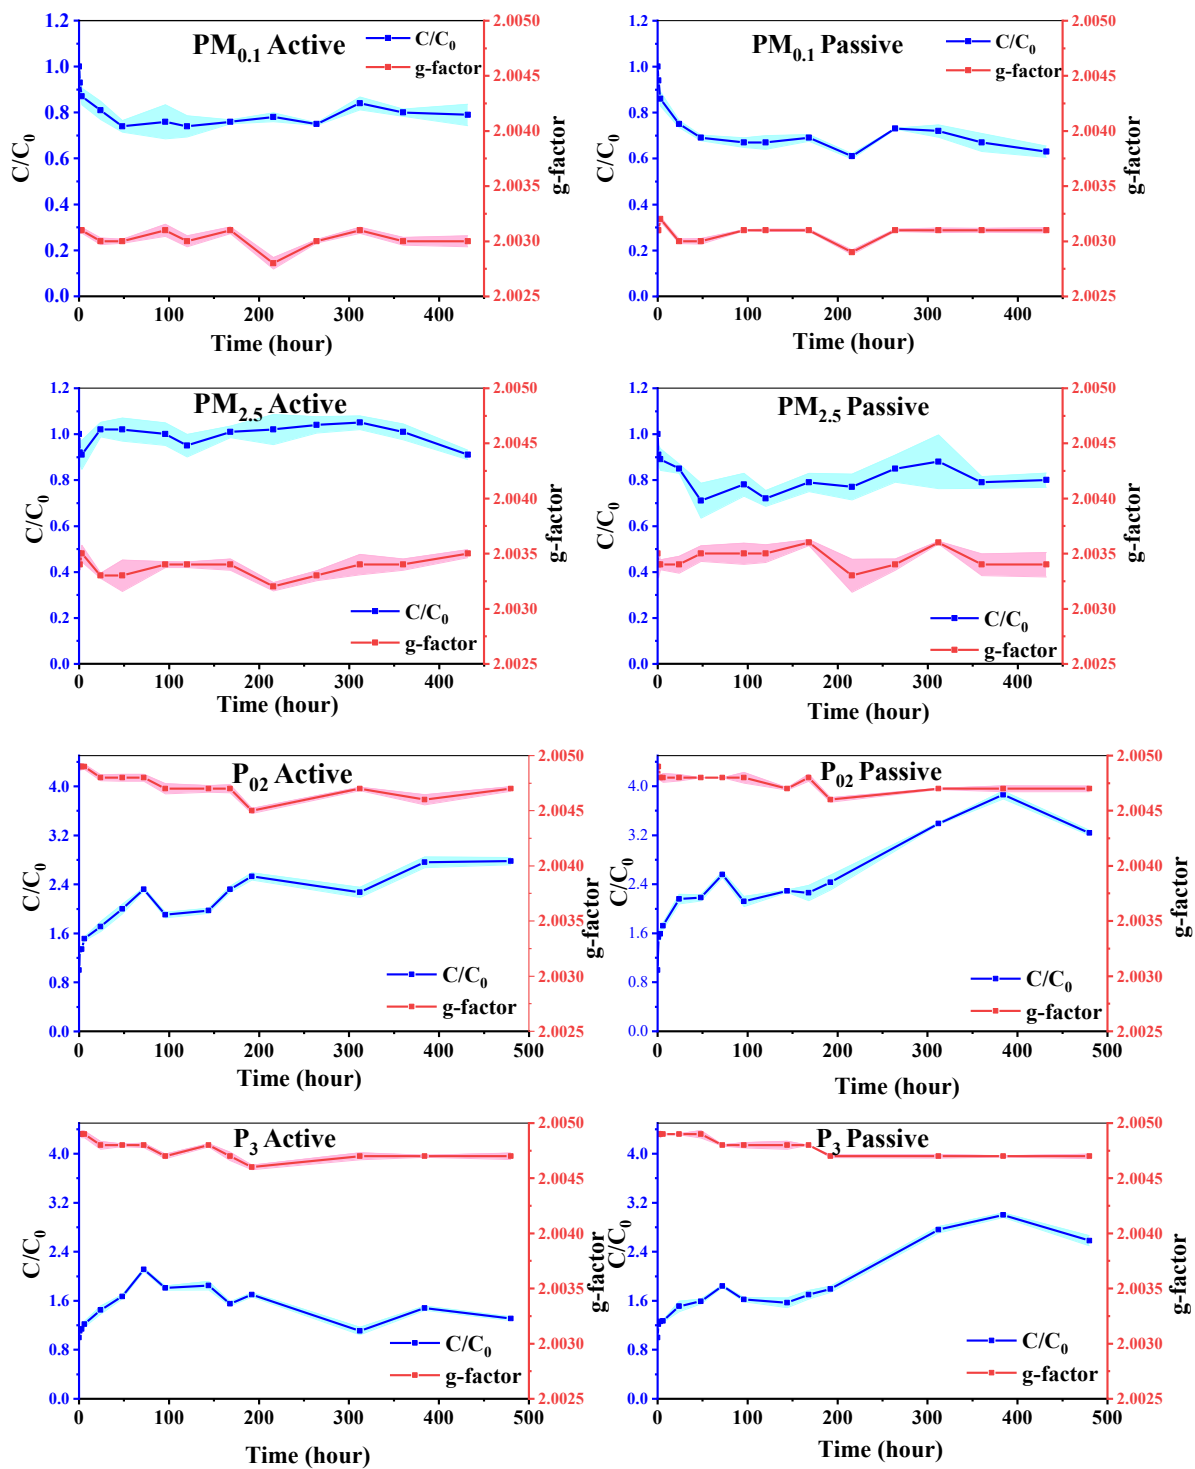 PM0.1 Active
C/C0
g-factor
1.2
1.0
0.8
0.6
0.4
0.2
0.0
C/C0
2.0050
2.0045
2.0040
2.0035
2.0030
2.0025
g-factor
0 100 200 300 400
Time (hour)
PM0.1 Passive
C/C0
g-factor
1.2
1.0
0.8
0.6
0.4
0.2
0.0
C/C0
2.0050
2.0045
2.0040
2.0035
2.0030
2.0025
g-factor
0 100 200 300 400
Time (hour)
PM2.5 Active
C/C0
g-factor
1.2
1.0
0.8
0.6
0.4
0.2
0.0
C/C0
2.0050
2.0045
2.0040
2.0035
2.0030
2.0025
g-factor
0 100 200 300 400
Time (hour)
PM2.5 Passive
C/C0
g-factor
1.2
1.0
0.8
0.6
0.4
0.2
0.0
C/C0
2.0050
2.0045
2.0040
2.0035
2.0030
2.0025
g-factor
0 100 200 300 400
Time (hour)
P02 Active
C/C0
g-factor
4.0
3.2
2.4
1.6
0.8
0.0
C/C0
2.0050
2.0045
2.0040
2.0035
2.0030
2.0025
g-factor
0 100 200 300 400 500
Time (hour)
P02 Passive
C/C0
g-factor
4.0
3.2
2.4
1.6
0.8
0.0
C/C0
2.0050
2.0045
2.0040
2.0035
2.0030
2.0025
g-factor
0 100 200 300 400 500
Time (hour)
P3 Active
C/C0
g-factor
4.0
3.2
2.4
1.6
0.8
0.0
C/C0
2.0050
2.0045
2.0040
2.0035
2.0030
2.0025
g-factor
0 100 200 300 400 500
Time (hour)
P3 Passive
C/C0
g-factor
4.0
3.2
2.4
1.6
0.8
0.0
C/C0
2.0050
2.0045
2.0040
2.0035
2.0030
2.0025
g-factor
0 100 200 300 400 500
Time (hour)